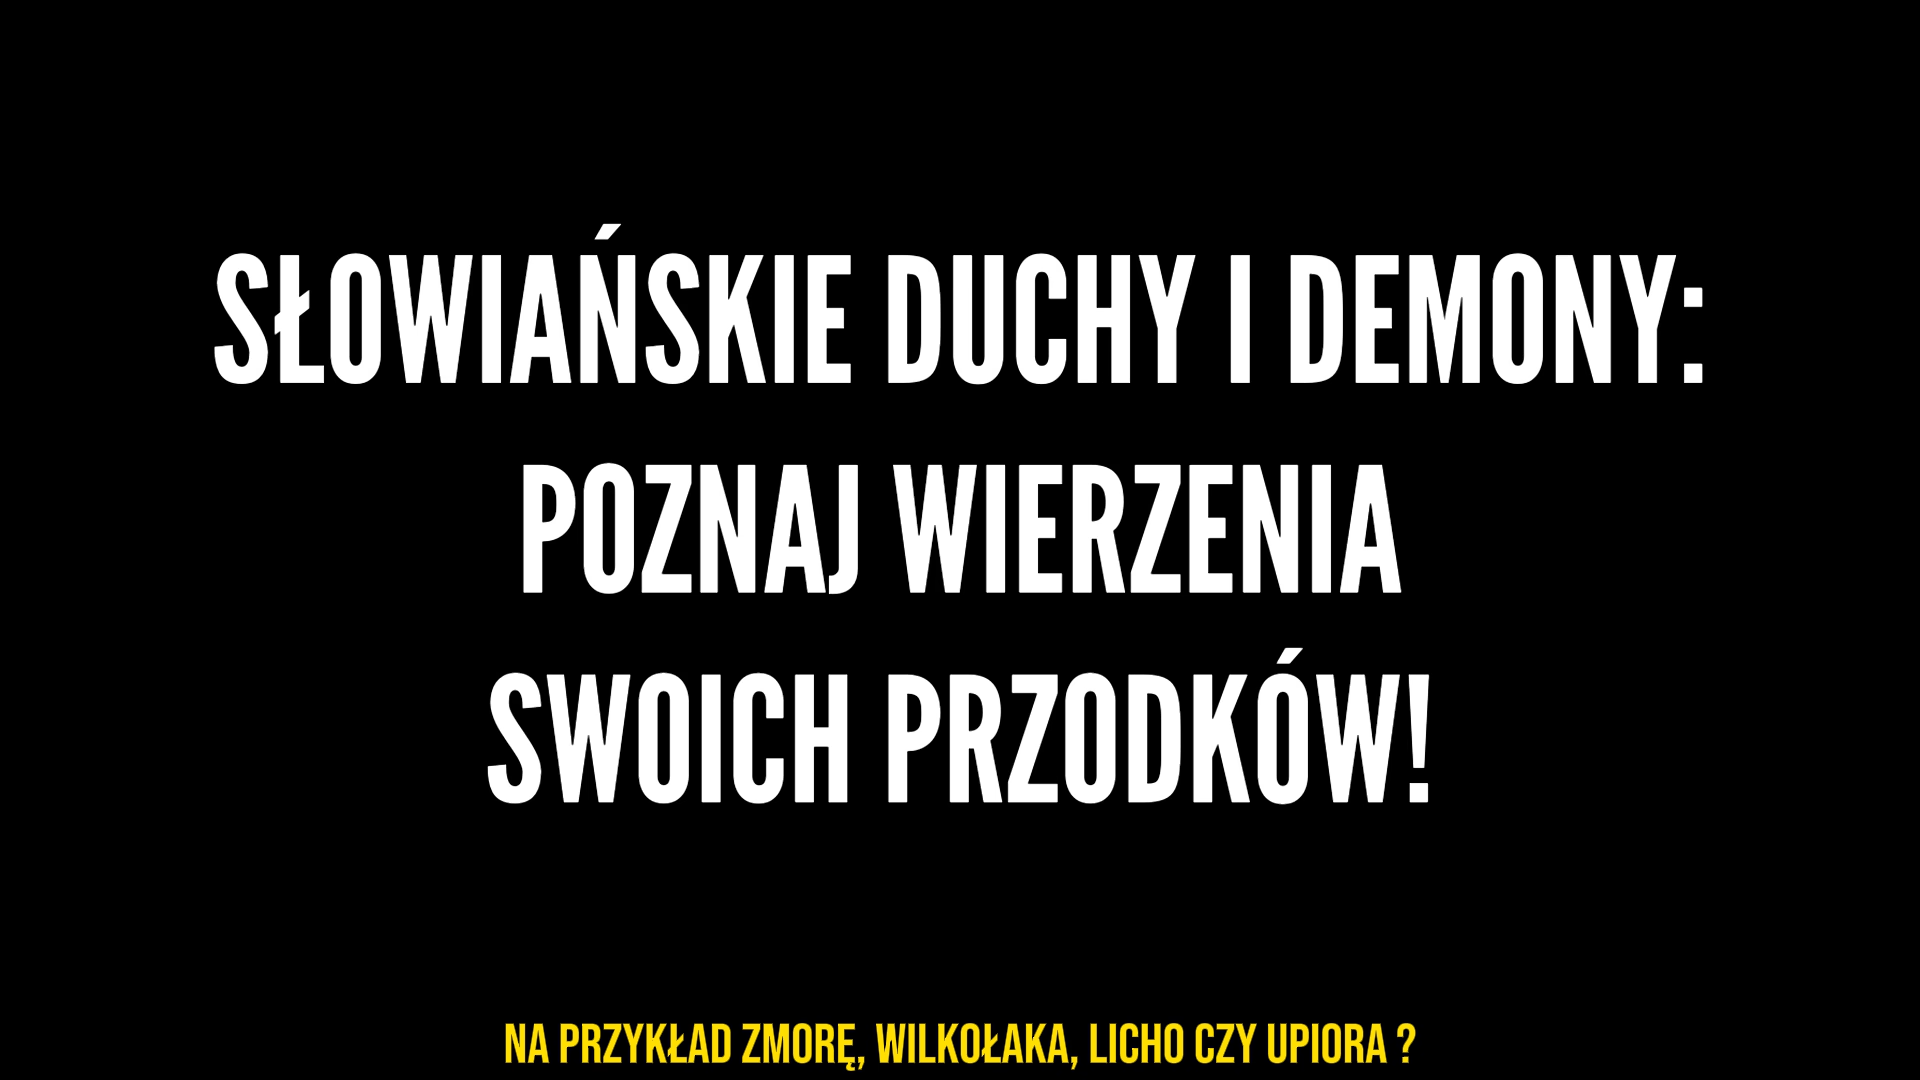 SŁOWIAŃSKIE DUCHY I DEMONY:
POZNAJ WIERZENIA
SWOICH PRZODKÓW!
NA PRZYKŁAD ZMORĘ, WILKOŁAKA, LICHO CZY UPIORA ?